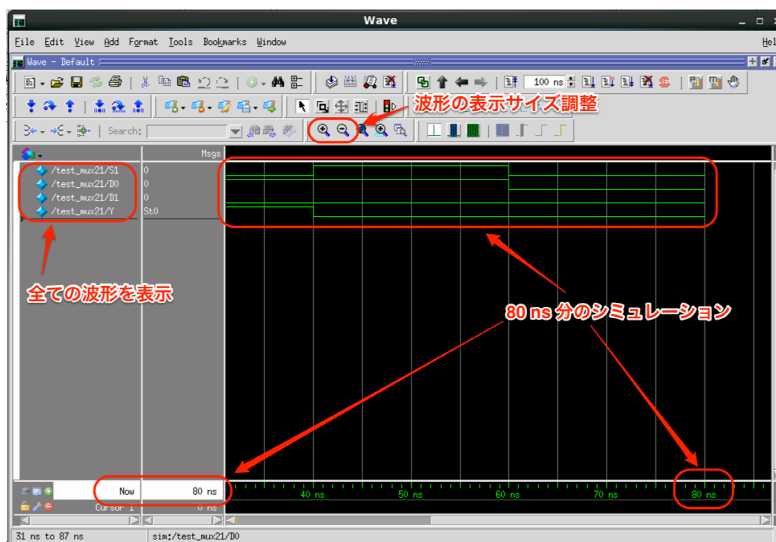 Wave
File Edit View Add Format Tools Bookmarks Window
Hel
Wave - Default
100 ns
波形の表示サイズ調整
Search:
Msgs
/test_mux21/S1 0
/test_mux21/D0 0
/test_mux21/D1 0
/test_mux21/Y St0
全ての波形を表示
80 ns 分のシミュレーション
Now 80 ns
40 ns 50 ns 60 ns 70 ns 80 ns
Cursor 1 0 ns
31 ns to 87 ns sim:/test_mux21/D0